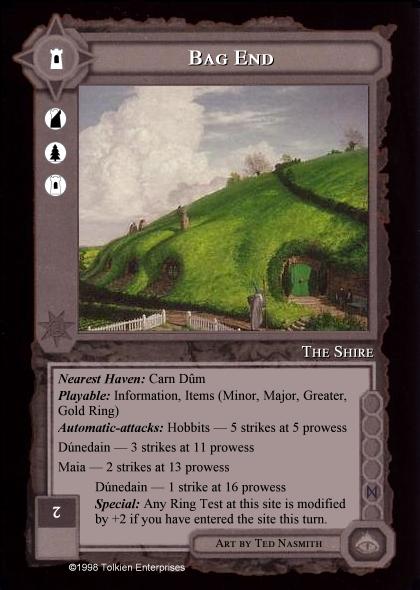 BAG END
THE SHIRE
Nearest Haven: Carn Dûm
Playable: Information, Items (Minor, Major, Greater,
Gold Ring)
Automatic-attacks: Hobbits — 5 strikes at 5 prowess
Dúnedain — 3 strikes at 11 prowess
Maia — 2 strikes at 13 prowess
Dúnedain — 1 strike at 16 prowess
Special: Any Ring Test at this site is modified
by +2 if you have entered the site this turn.
2
ART BY TED NASMITH
©1998 Tolkien Enterprises